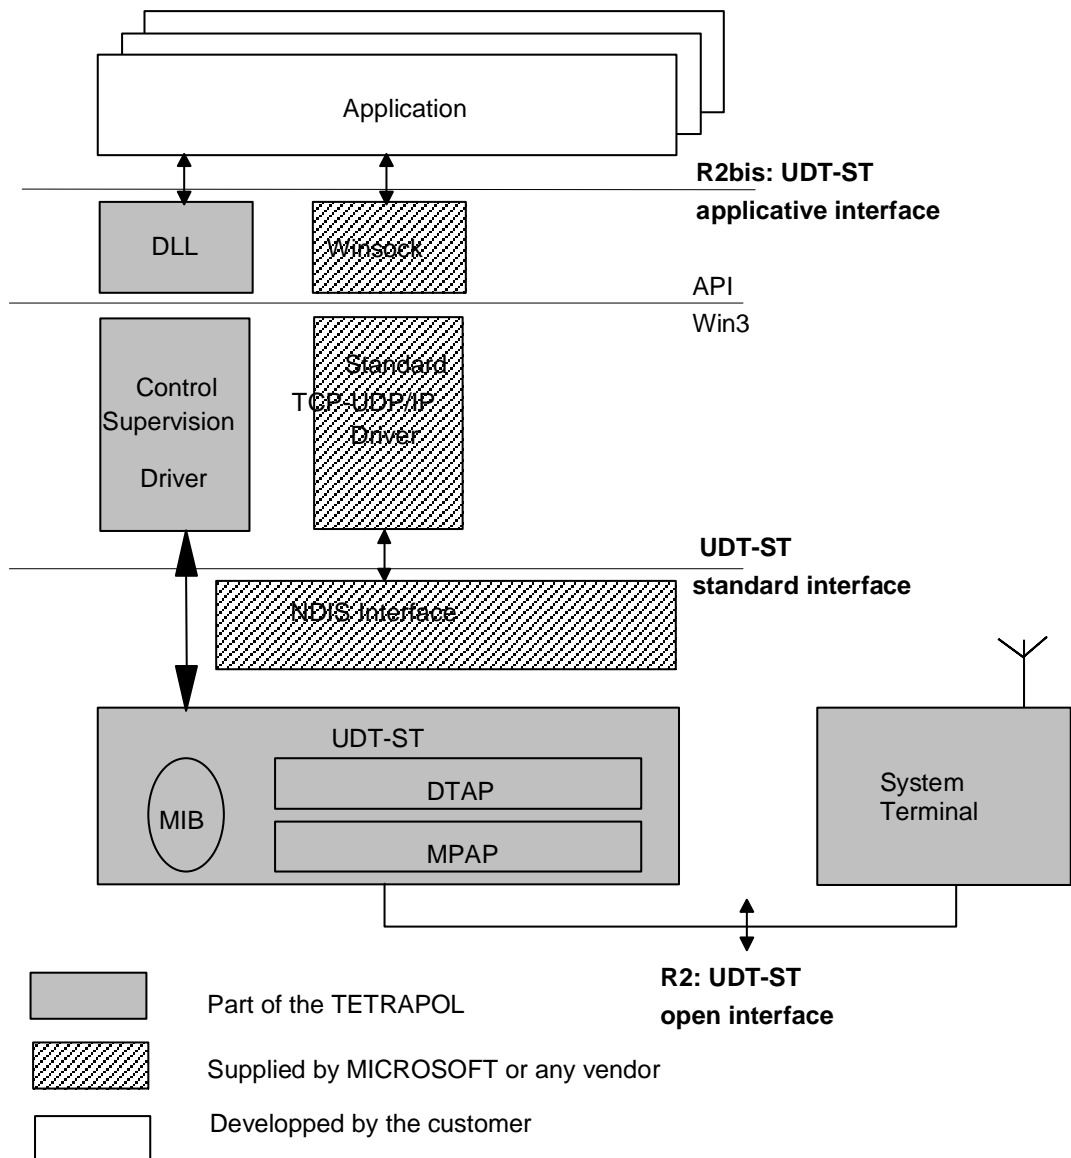 Application
R2bis: UDT-ST
applicative interface
DLL
Winsock
API
Win3
Control
Supervision
Driver
Standard
TCP-UDP/IP
Driver
UDT-ST
standard interface
NDIS Interface
UDT-ST
DTAP
MIB
MPAP
System
Terminal
R2: UDT-ST
open interface
Part of the TETRAPOL
Supplied by MICROSOFT or any vendor
Developped by the customer